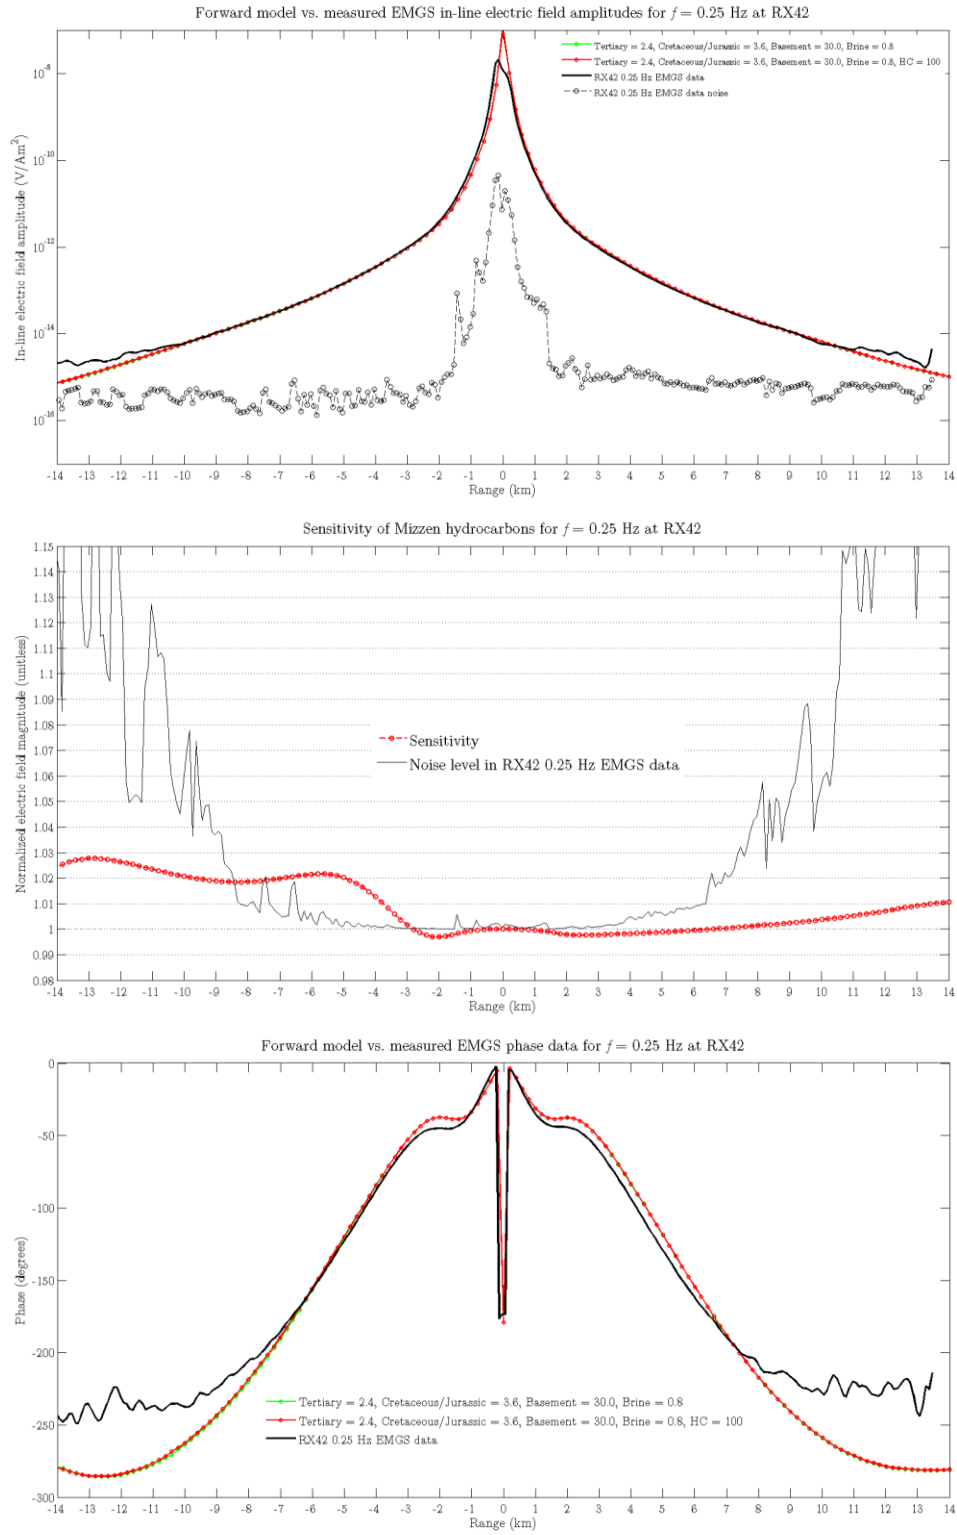 Forward model vs. measured EMGS in-line electric field amplitudes for f = 0.25 Hz at RX42
Tertiary = 2.4, Cretaceous/Jurassic = 3.6, Basement = 30.0, Brine = 0.8
Tertiary = 2.4, Cretaceous/Jurassic = 3.6, Basement = 30.0, Brine = 0.8, HC = 100
RX42 0.25 Hz EMGS data
RX42 0.25 Hz EMGS data noise
In-line electric field amplitude (V/Am²)
10⁻⁸
10⁻¹⁰
10⁻¹²
10⁻¹⁴
10⁻¹⁶
-14 -13 -12 -11 -10 -9 -8 -7 -6 -5 -4 -3 -2 -1 0 1 2 3 4 5 6 7 8 9 10 11 12 13 14
Range (km)
Sensitivity of Mizzen hydrocarbons for f = 0.25 Hz at RX42
Normalized electric field magnitude (unitless)
1.15
1.14
1.13
1.12
1.11
1.1
1.09
1.08
1.07
1.06
1.05
1.04
1.03
1.02
1.01
1
0.99
0.98
Sensitivity
Noise level in RX42 0.25 Hz EMGS data
-14 -13 -12 -11 -10 -9 -8 -7 -6 -5 -4 -3 -2 -1 0 1 2 3 4 5 6 7 8 9 10 11 12 13 14
Range (km)
Forward model vs. measured EMGS phase data for f = 0.25 Hz at RX42
Phase (degrees)
0
-50
-100
-150
-200
-250
-300
Tertiary = 2.4, Cretaceous/Jurassic = 3.6, Basement = 30.0, Brine = 0.8
Tertiary = 2.4, Cretaceous/Jurassic = 3.6, Basement = 30.0, Brine = 0.8, HC = 100
RX42 0.25 Hz EMGS data
-14 -13 -12 -11 -10 -9 -8 -7 -6 -5 -4 -3 -2 -1 0 1 2 3 4 5 6 7 8 9 10 11 12 13 14
Range (km)